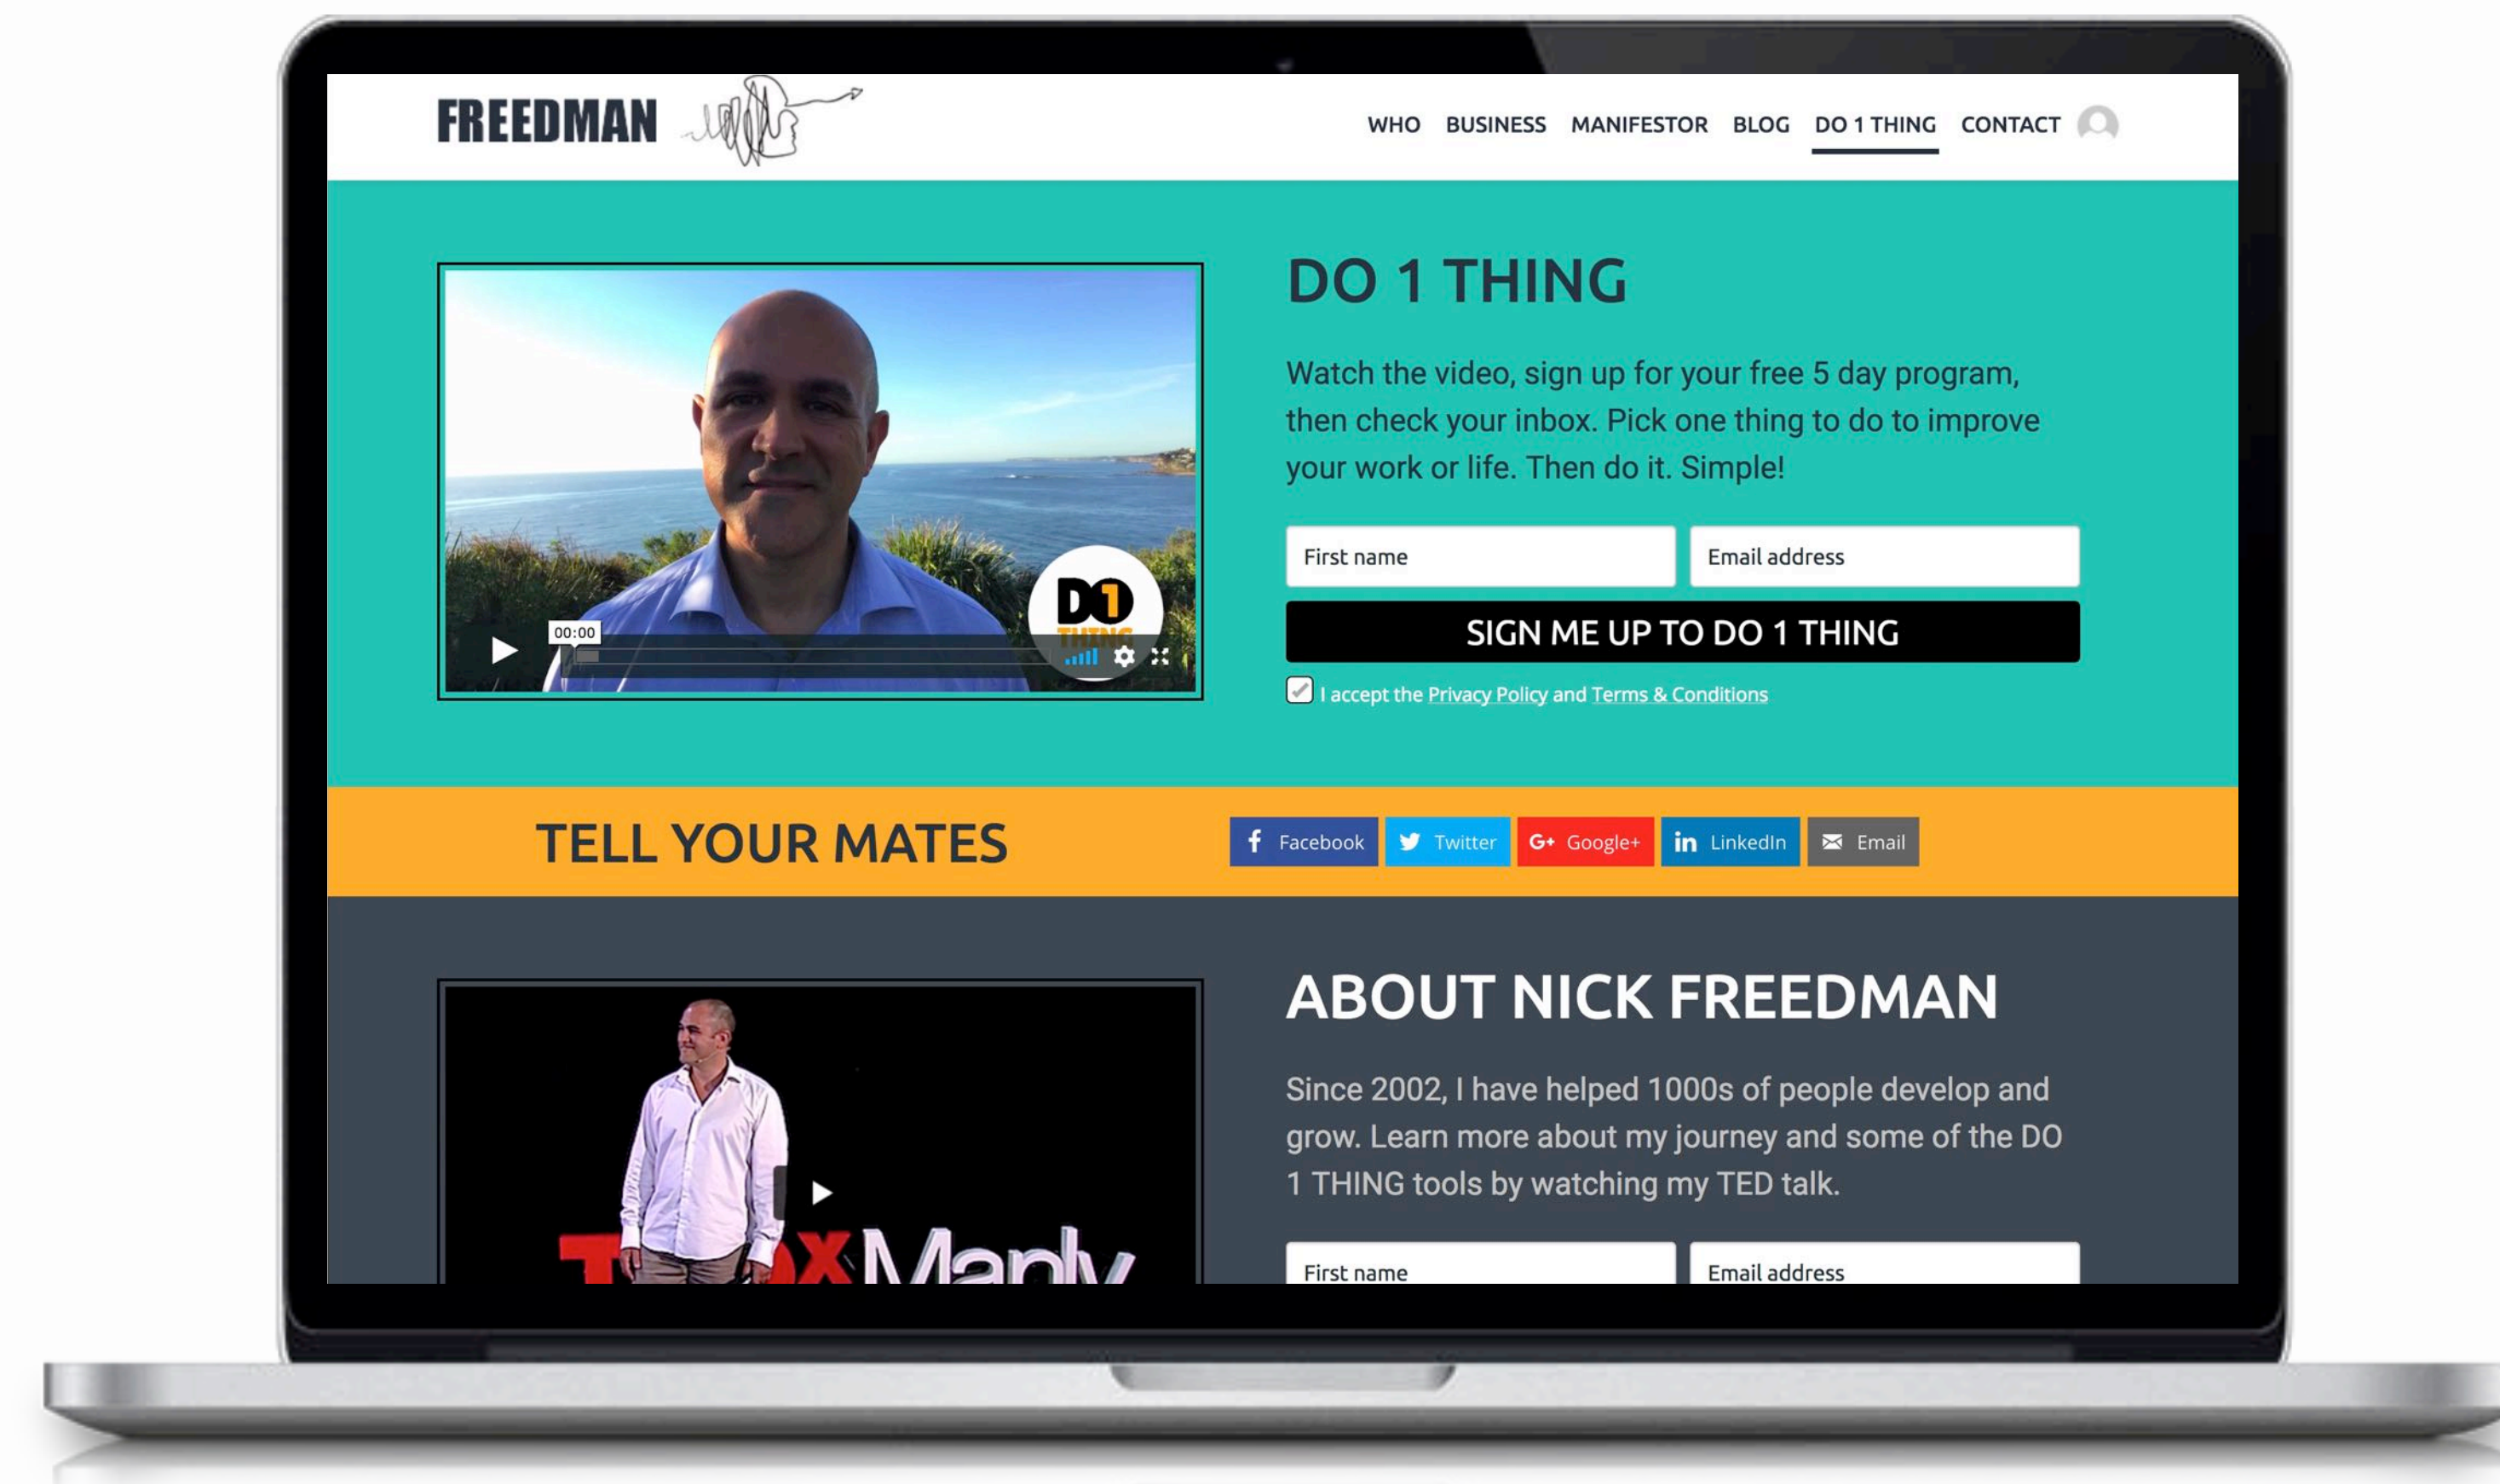 FREEDMAN
WHO BUSINESS MANIFESTOR BLOG DO 1 THING CONTACT
DO 1 THING
Watch the video, sign up for your free 5 day program,
then check your inbox. Pick one thing to do to improve
your work or life. Then do it. Simple!
First name Email address
SIGN ME UP TO DO 1 THING
I accept the Privacy Policy and Terms & Conditions
DO1
THING
00:00
TELL YOUR MATES
f Facebook Twitter G+ Google+ in LinkedIn Email
ABOUT NICK FREEDMAN
Since 2002, I have helped 1000s of people develop and
grow. Learn more about my journey and some of the DO
1 THING tools by watching my TED talk.
First name Email address
Manly